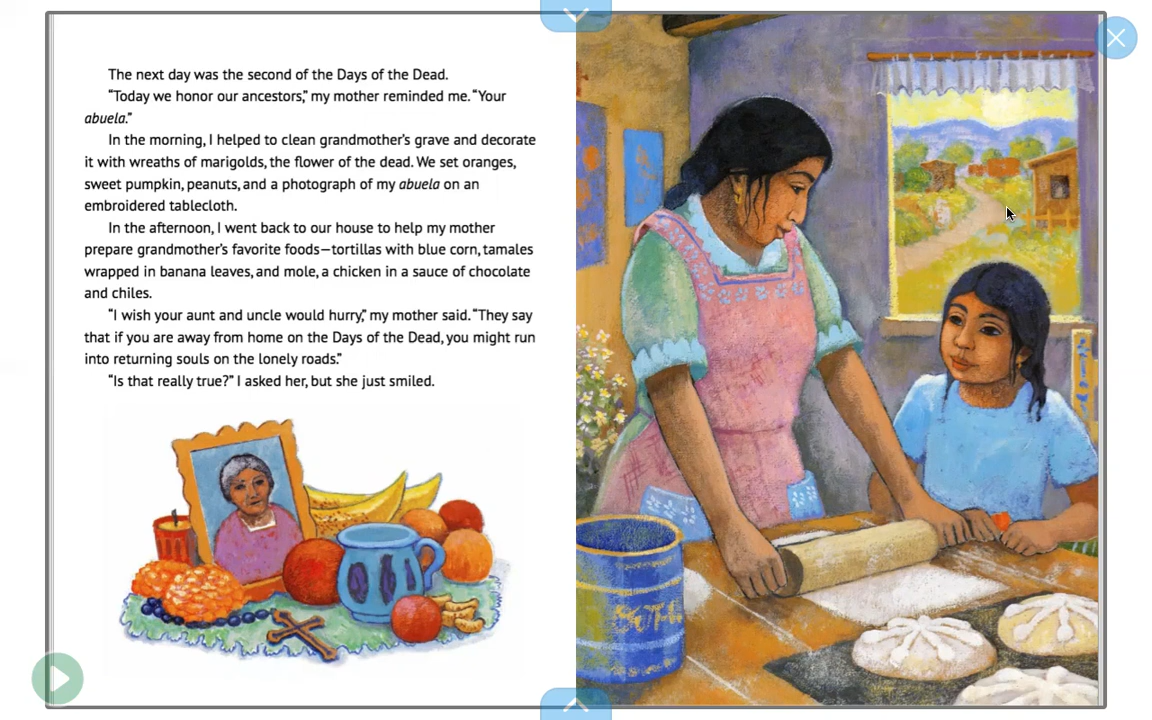 The next day was the second of the Days of the Dead.
“Today we honor our ancestors,” my mother reminded me. “Your
abuela.”
In the morning, I helped to clean grandmother’s grave and decorate
it with wreaths of marigolds, the flower of the dead. We set oranges,
sweet pumpkin, peanuts, and a photograph of my abuela on an
embroidered tablecloth.
In the afternoon, I went back to our house to help my mother
prepare grandmother’s favorite foods—tortillas with blue corn, tamales
wrapped in banana leaves, and mole, a chicken in a sauce of chocolate
and chiles.
“I wish your aunt and uncle would hurry,” my mother said. “They say
that if you are away from home on the Days of the Dead, you might run
into returning souls on the lonely roads.”
“Is that really true?” I asked her, but she just smiled.